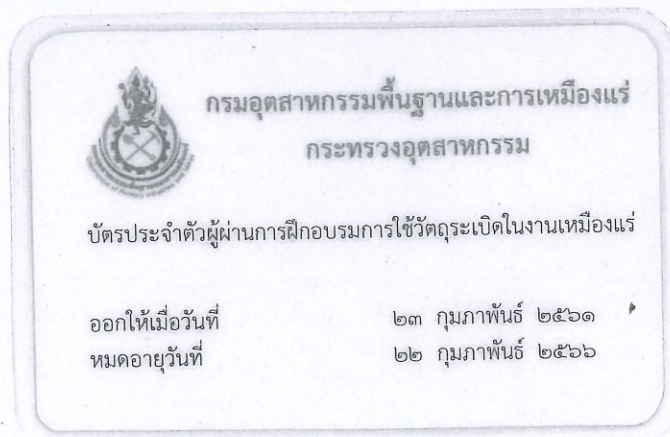 กรมอุตสาหกรรมพื้นฐานและการเหมืองแร่
กระทรวงอุตสาหกรรม
บัตรประจำตัวผู้ผ่านการฝึกอบรมการใช้วัตถุระเบิดในงานเหมืองแร่
ออกให้เมื่อวันที่ ๒๓ กุมภาพันธ์ ๒๕๖๑
หมดอายุวันที่ ๒๒ กุมภาพันธ์ ๒๕๖๖